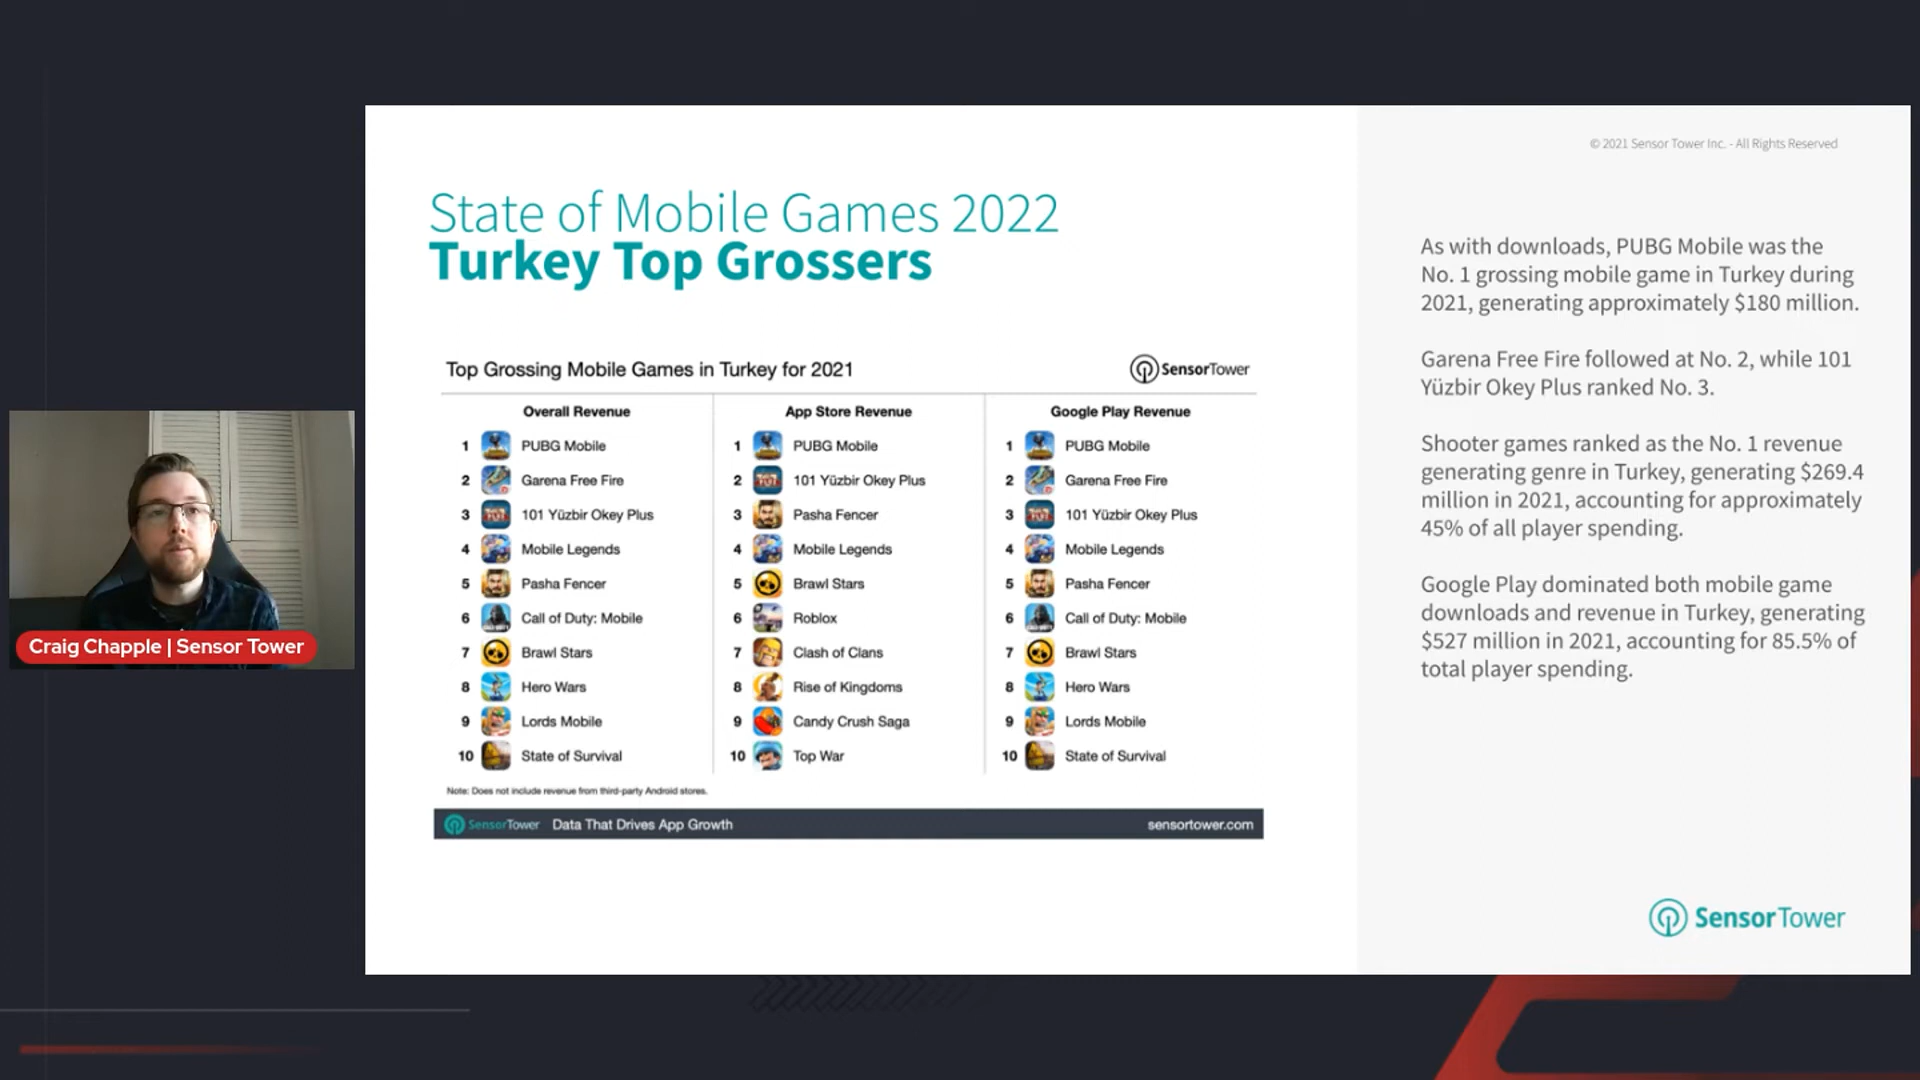 © 2021 Sensor Tower Inc. - All Rights Reserved
State of Mobile Games 2022
Turkey Top Grossers
Top Grossing Mobile Games in Turkey for 2021
SensorTower
Overall Revenue
1 PUBG Mobile
2 Garena Free Fire
3 101 Yüzbir Okey Plus
4 Mobile Legends
5 Pasha Fencer
6 Call of Duty: Mobile
7 Brawl Stars
8 Hero Wars
9 Lords Mobile
10 State of Survival
App Store Revenue
1 PUBG Mobile
2 101 Yüzbir Okey Plus
3 Pasha Fencer
4 Mobile Legends
5 Brawl Stars
6 Roblox
7 Clash of Clans
8 Rise of Kingdoms
9 Candy Crush Saga
10 Top War
Google Play Revenue
1 PUBG Mobile
2 Garena Free Fire
3 101 Yüzbir Okey Plus
4 Mobile Legends
5 Pasha Fencer
6 Call of Duty: Mobile
7 Brawl Stars
8 Hero Wars
9 Lords Mobile
10 State of Survival
Note: Does not include revenue from third-party Android stores.
SensorTower Data That Drives App Growth sensortower.com
As with downloads, PUBG Mobile was the
No. 1 grossing mobile game in Turkey during
2021, generating approximately $180 million.
Garena Free Fire followed at No. 2, while 101
Yüzbir Okey Plus ranked No. 3.
Shooter games ranked as the No. 1 revenue
generating genre in Turkey, generating $269.4
million in 2021, accounting for approximately
45% of all player spending.
Google Play dominated both mobile game
downloads and revenue in Turkey, generating
$527 million in 2021, accounting for 85.5% of
total player spending.
SensorTower
Craig Chapple | Sensor Tower